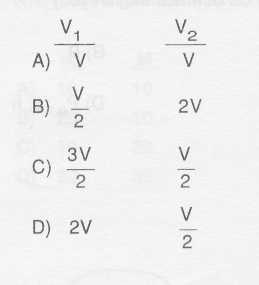 V₁ V₂
A) V V
B) V/2 2V
C) 3V/2 V/2
D) 2V V/2